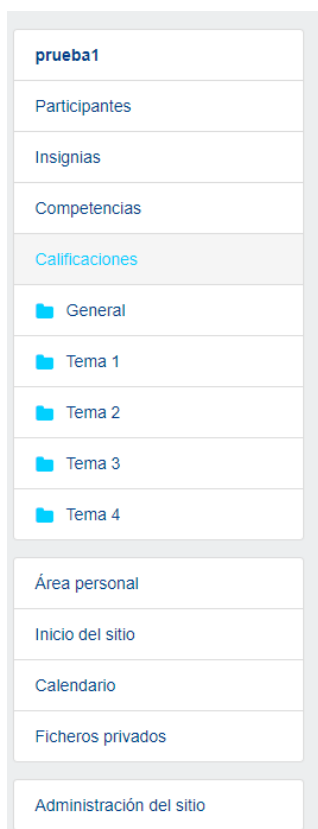 prueba1
Participantes
Insignias
Competencias
Calificaciones
General
Tema 1
Tema 2
Tema 3
Tema 4
Área personal
Inicio del sitio
Calendario
Ficheros privados
Administración del sitio